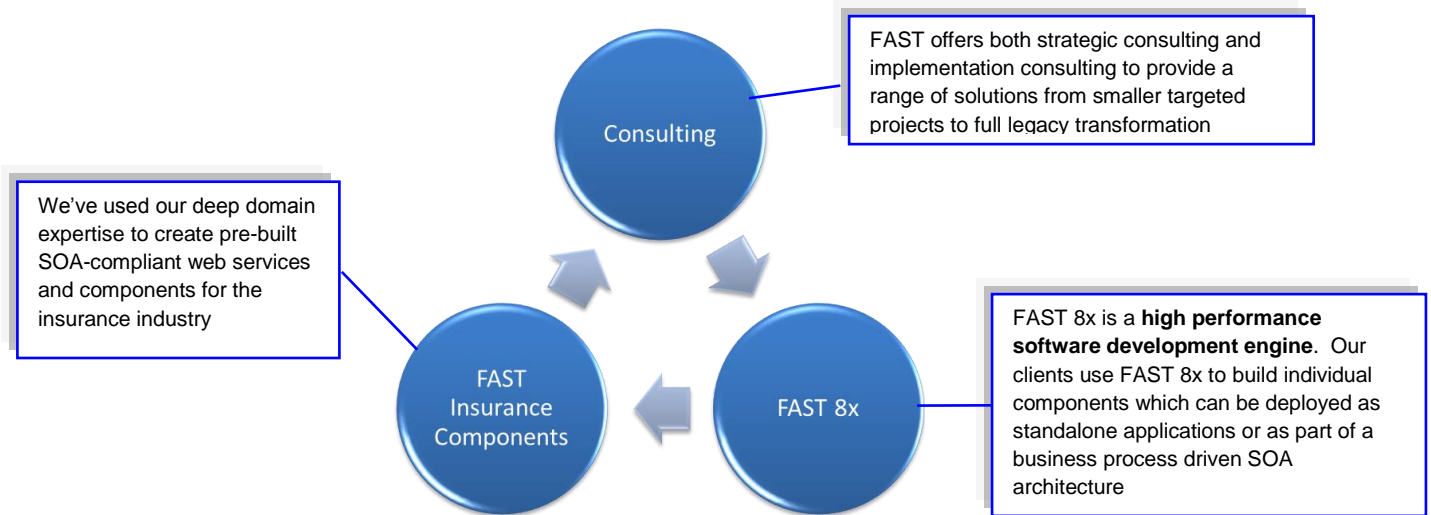 FAST offers both strategic consulting and
implementation consulting to provide a
range of solutions from smaller targeted
projects to full legacy transformation
Consulting
We've used our deep domain
expertise to create pre-built
SOA-compliant web services
and components for the
insurance industry
FAST
Insurance
Components
FAST 8x
FAST 8x is a high performance
software development engine.  Our
clients use FAST 8x to build individual
components which can be deployed as
standalone applications or as part of a
business process driven SOA
architecture